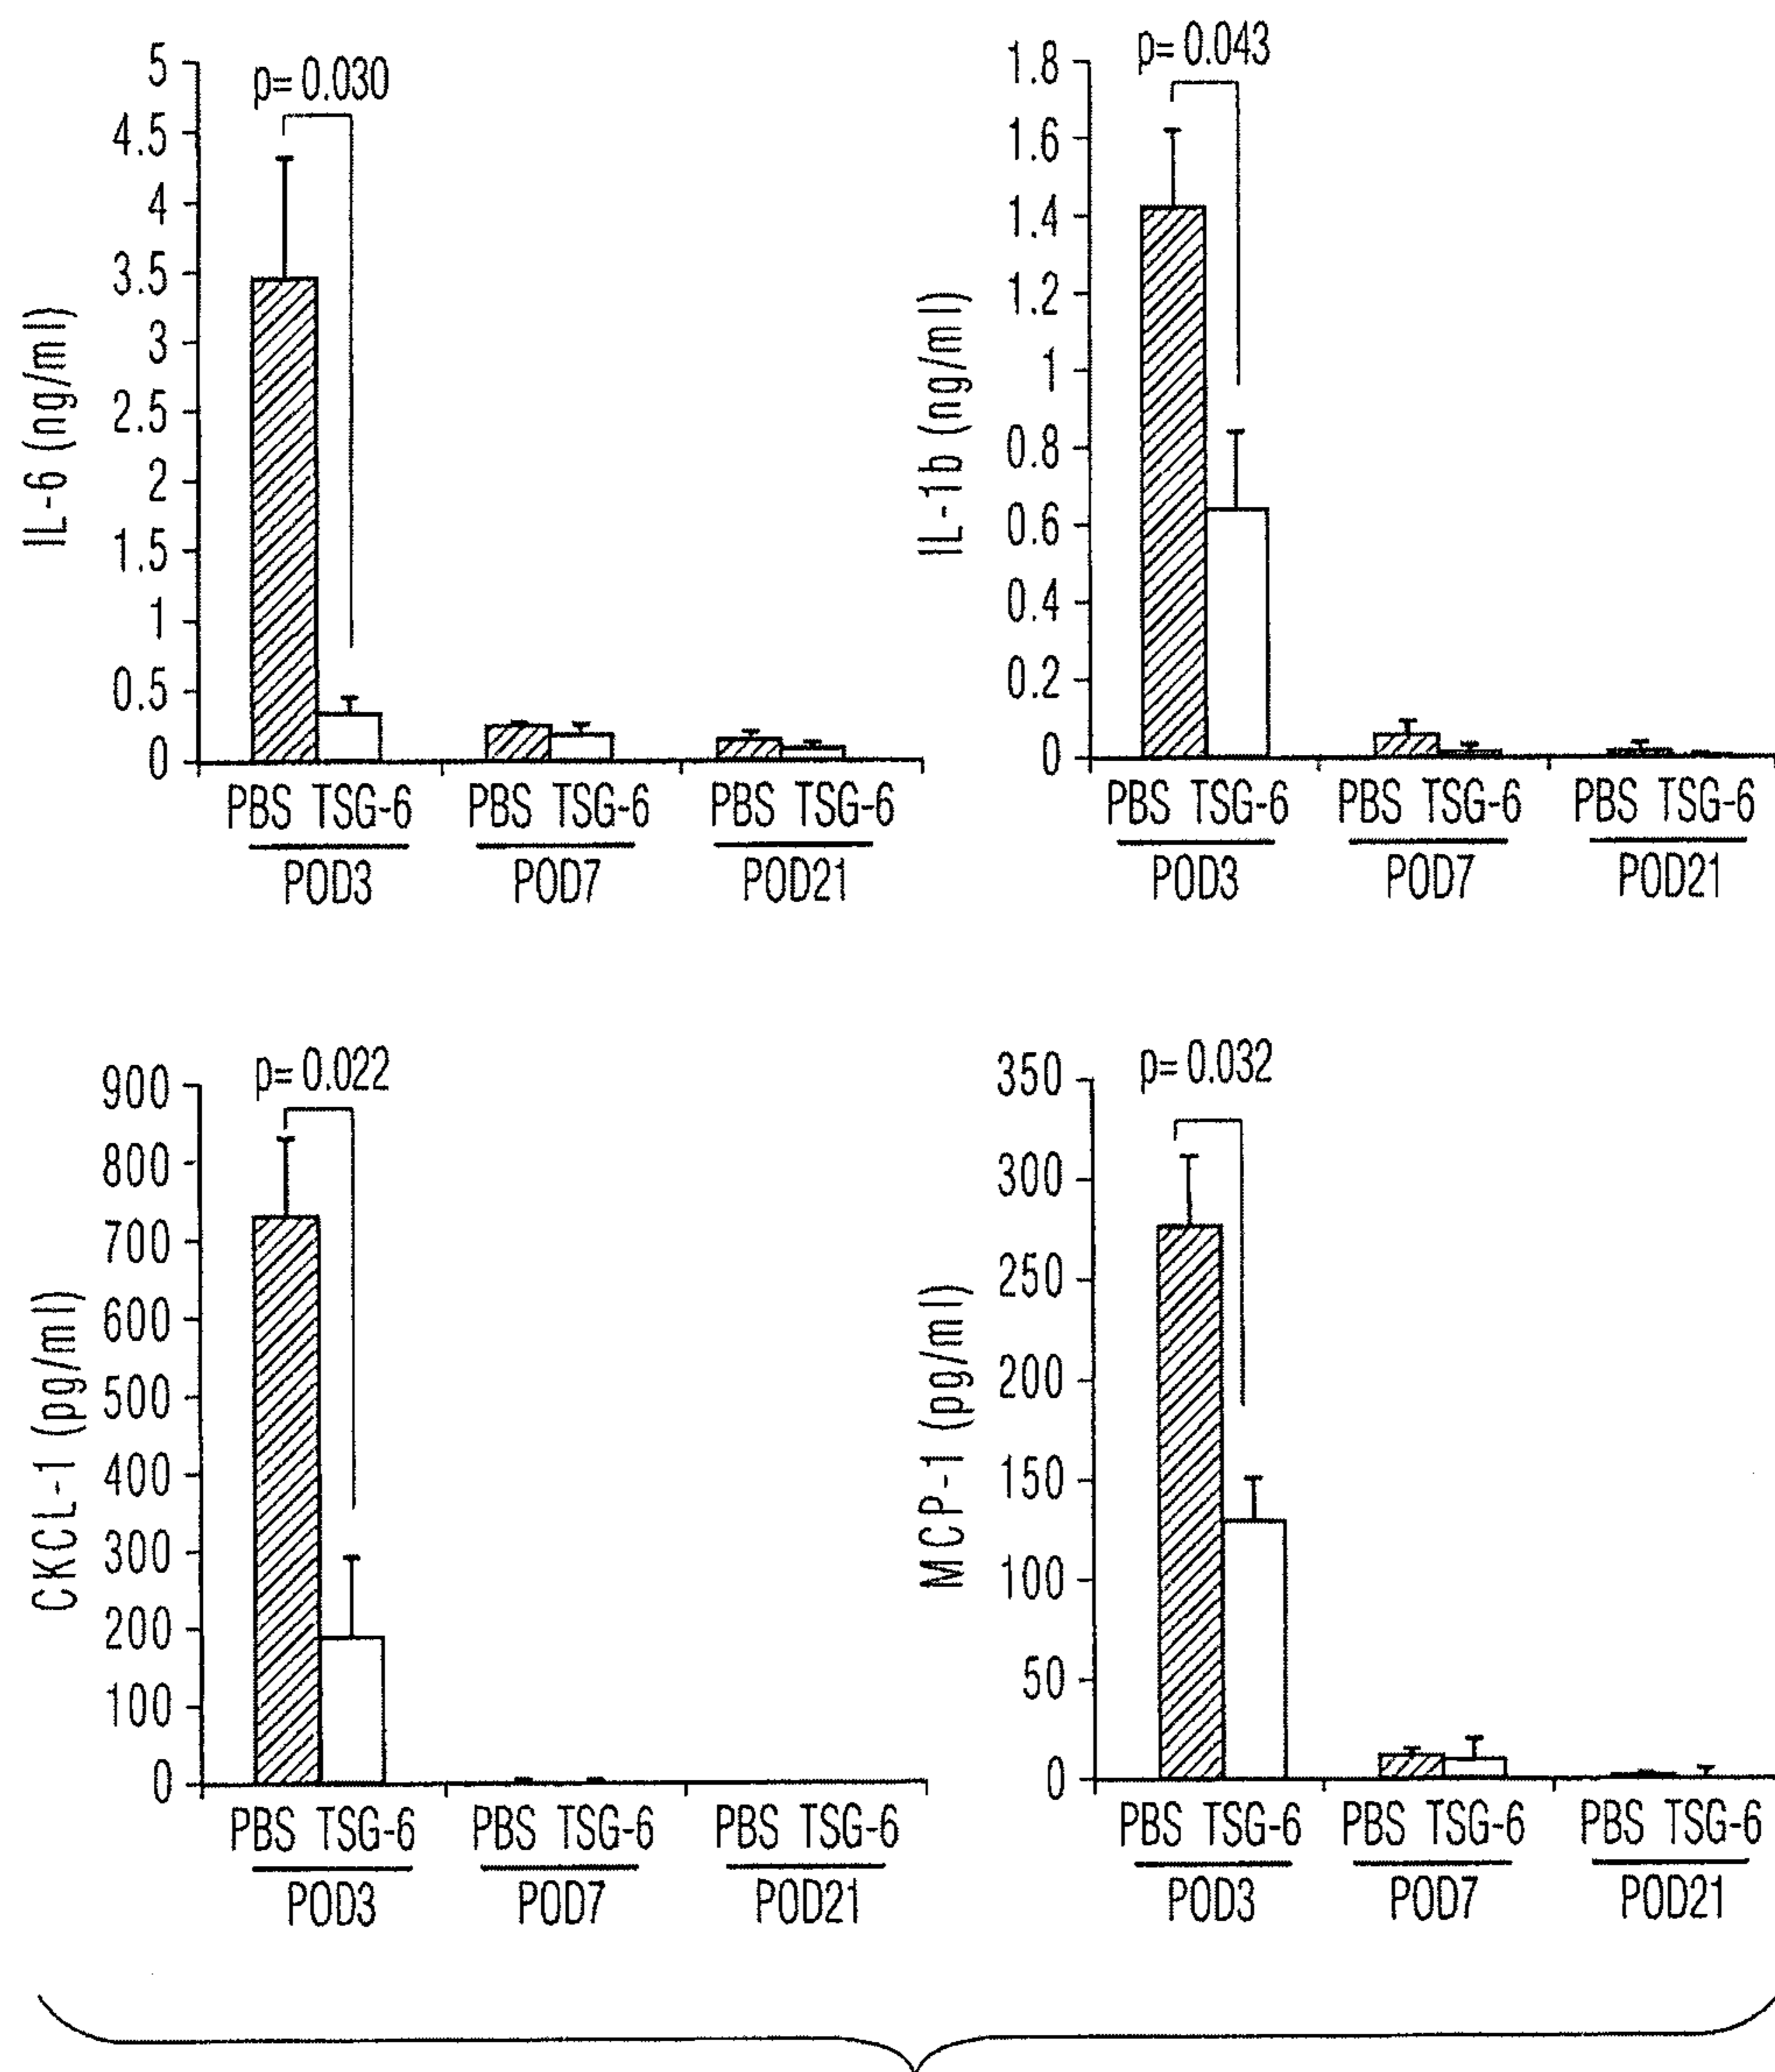 IL-6 (ng/ml)
p= 0.030
5
4.5
4
3.5
3
2.5
2
1.5
1
0.5
0
PBS TSG-6 PBS TSG-6 PBS TSG-6
POD3 POD7 POD21
IL-1b (ng/ml)
p= 0.043
1.8
1.6
1.4
1.2
1
0.8
0.6
0.4
0.2
0
PBS TSG-6 PBS TSG-6 PBS TSG-6
POD3 POD7 POD21
CKCL-1 (pg/ml)
p= 0.022
900
800
700
600
500
400
300
200
100
0
PBS TSG-6 PBS TSG-6 PBS TSG-6
POD3 POD7 POD21
MCP-1 (pg/ml)
p= 0.032
350
300
250
200
150
100
50
0
PBS TSG-6 PBS TSG-6 PBS TSG-6
POD3 POD7 POD21